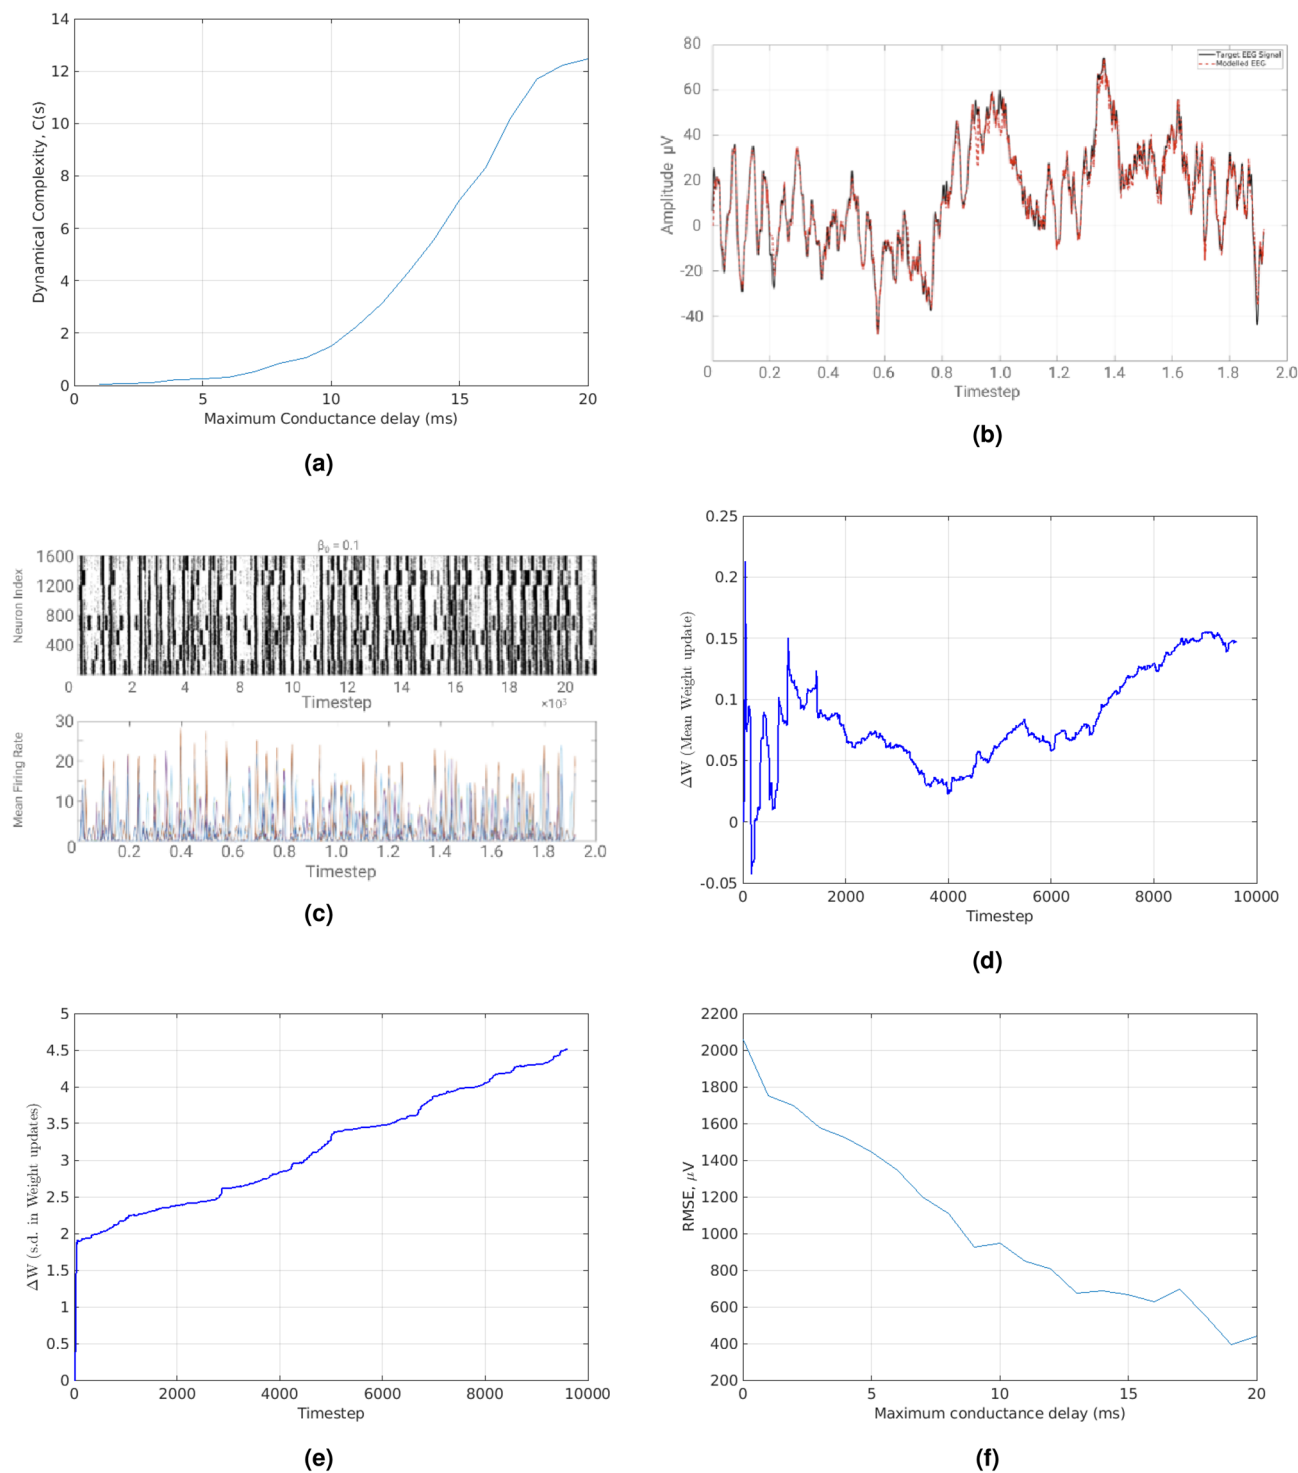 14
12
10
8
6
4
2
0
Dynamical Complexity, C(s)
0 5 10 15 20
Maximum Conductance delay (ms)
(a)
80
60
40
20
0
-20
-40
Amplitude μV
Target EEG Signal
Modelled EEG
0 0.2 0.4 0.6 0.8 1.0 1.2 1.4 1.6 1.8 2.0
Timestep
(b)
β₀ = 0.1
1600
1200
800
400
Neuron Index
0 2 4 6 8 10 12 14 16 18 20
Timestep
×10³
30
20
10
0
Mean Firing Rate
0.2 0.4 0.6 0.8 1.0 1.2 1.4 1.6 1.8 2.0
Timestep
(c)
0.25
0.2
0.15
0.1
0.05
0
-0.05
ΔW (Mean Weight update)
0 2000 4000 6000 8000 10000
Timestep
(d)
5
4.5
4
3.5
3
2.5
2
1.5
1
0.5
0
ΔW (s.d. in Weight updates)
0 2000 4000 6000 8000 10000
Timestep
(e)
2200
2000
1800
1600
1400
1200
1000
800
600
400
200
RMSE, μV
0 5 10 15 20
Maximum conductance delay (ms)
(f)